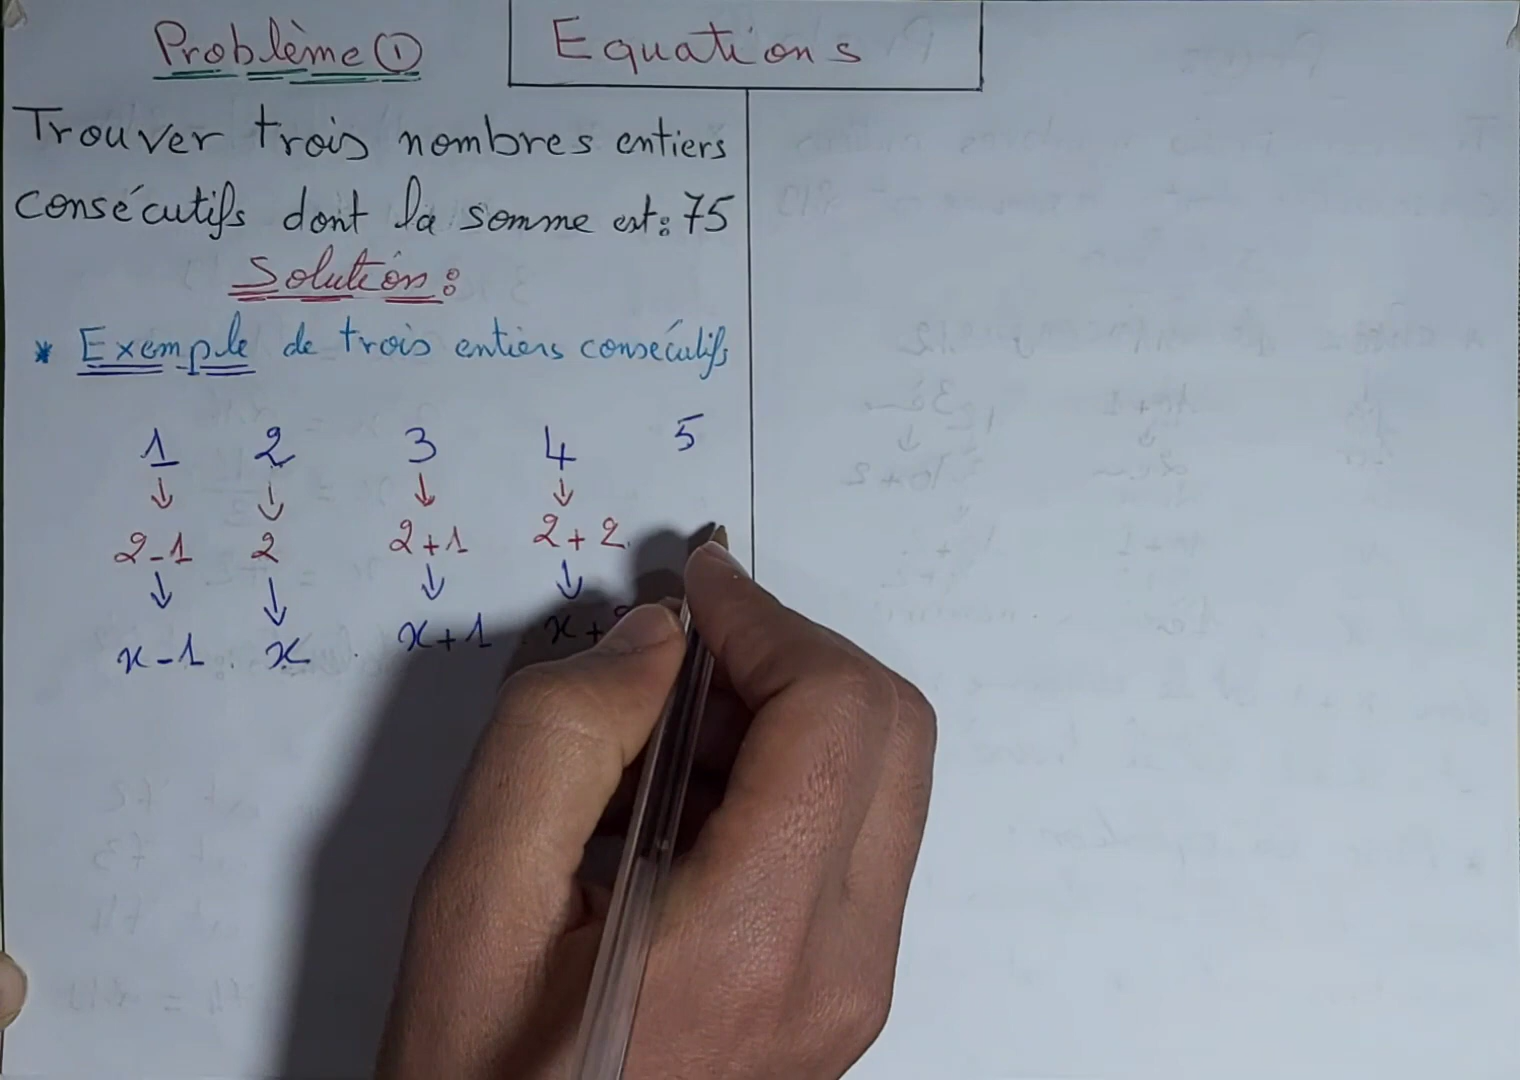 Problème ①
Equations
Trouver trois nombres entiers
consécutifs dont la somme est : 75
Solution :
* Exemple de trois entiers consécutifs
1 2 3 4 5
↓ ↓ ↓ ↓
2-1 2 2+1 2+2
↓ ↓ ↓ ↓
x-1 . x . x+1 . x+